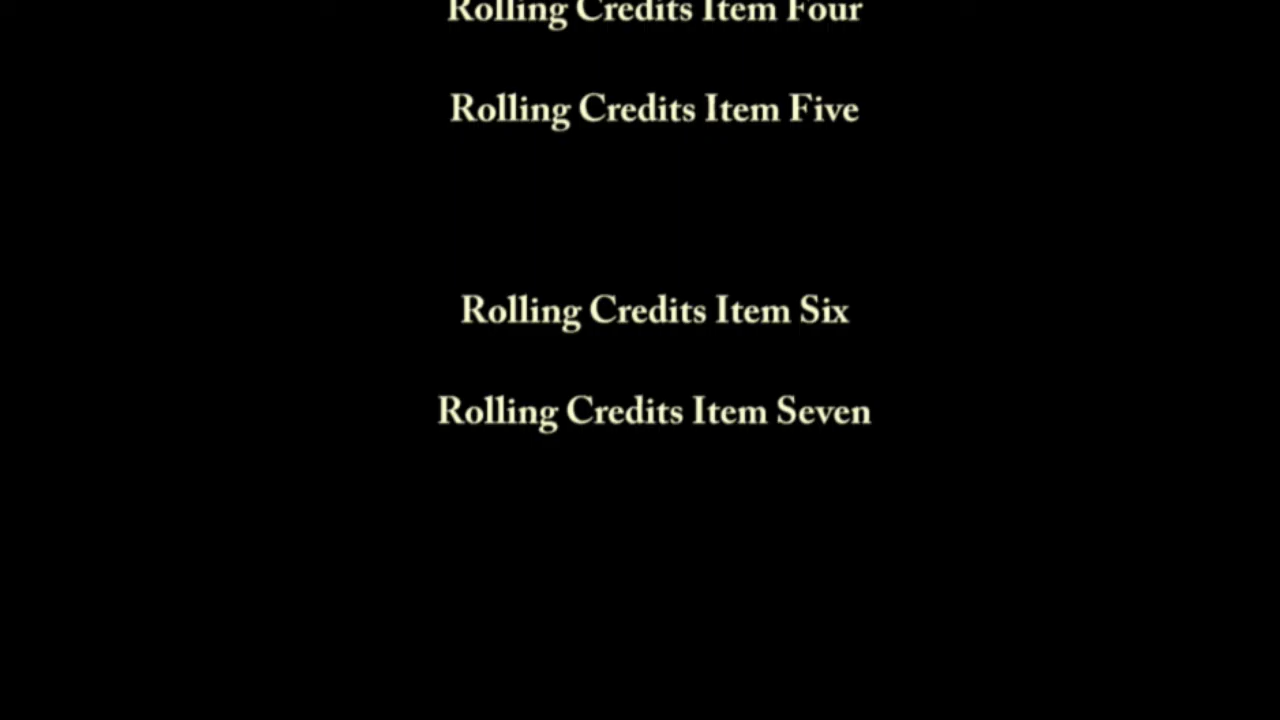 Rolling Credits Item Four
Rolling Credits Item Five
Rolling Credits Item Six
Rolling Credits Item Seven